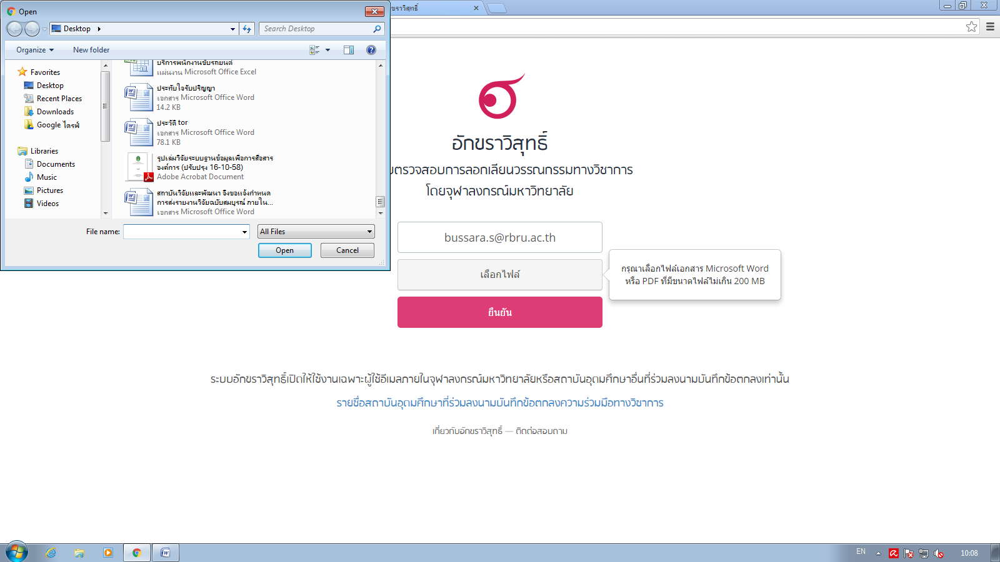 Open
ขราวิสุทธิ์
Desktop
Search Desktop
Organize
New folder
Favorites
Desktop
Recent Places
Downloads
Google ไดรฟ์
Libraries
Documents
Music
Pictures
Videos
บริการพนักงานขับรถยนต์
แผ่นงาน Microsoft Office Excel
ประทับใจรับปริญญา
เอกสาร Microsoft Office Word
14.2 KB
ประวัติ tor
เอกสาร Microsoft Office Word
78.1 KB
รูปเล่มวิจัยระบบฐานข้อมูลเพื่อการสื่อสาร
องค์การ (ปรับปรุง 16-10-58)
Adobe Acrobat Document
สถาบันวิจัยและพัฒนา จึงขอแจ้งกำหนด
การส่งรายงานวิจัยฉบับสมบูรณ์ ภายใน...
เอกสาร Microsoft Office Word
File name:
All Files
Open
Cancel
อักขราวิสุทธิ์
บตรวจสอบการลอกเลียนวรรณกรรมทางวิชาการ
โดยจุฬาลงกรณ์มหาวิทยาลัย
bussara.s@rbru.ac.th
เลือกไฟล์
กรุณาเลือกไฟล์เอกสาร Microsoft Word
หรือ PDF ที่มีขนาดไฟล์ไม่เกิน 200 MB
ยืนยัน
ระบบอักขราวิสุทธิ์เปิดให้ใช้งานเฉพาะผู้ใช้อีเมลภายในจุฬาลงกรณ์มหาวิทยาลัยหรือสถาบันอุดมศึกษาอื่นที่ร่วมลงนามบันทึกข้อตกลงเท่านั้น
รายชื่อสถาบันอุดมศึกษาที่ร่วมลงนามบันทึกข้อตกลงความร่วมมือทางวิชาการ
เกี่ยวกับอักขราวิสุทธิ์ — ติดต่อสอบถาม
EN
10:08